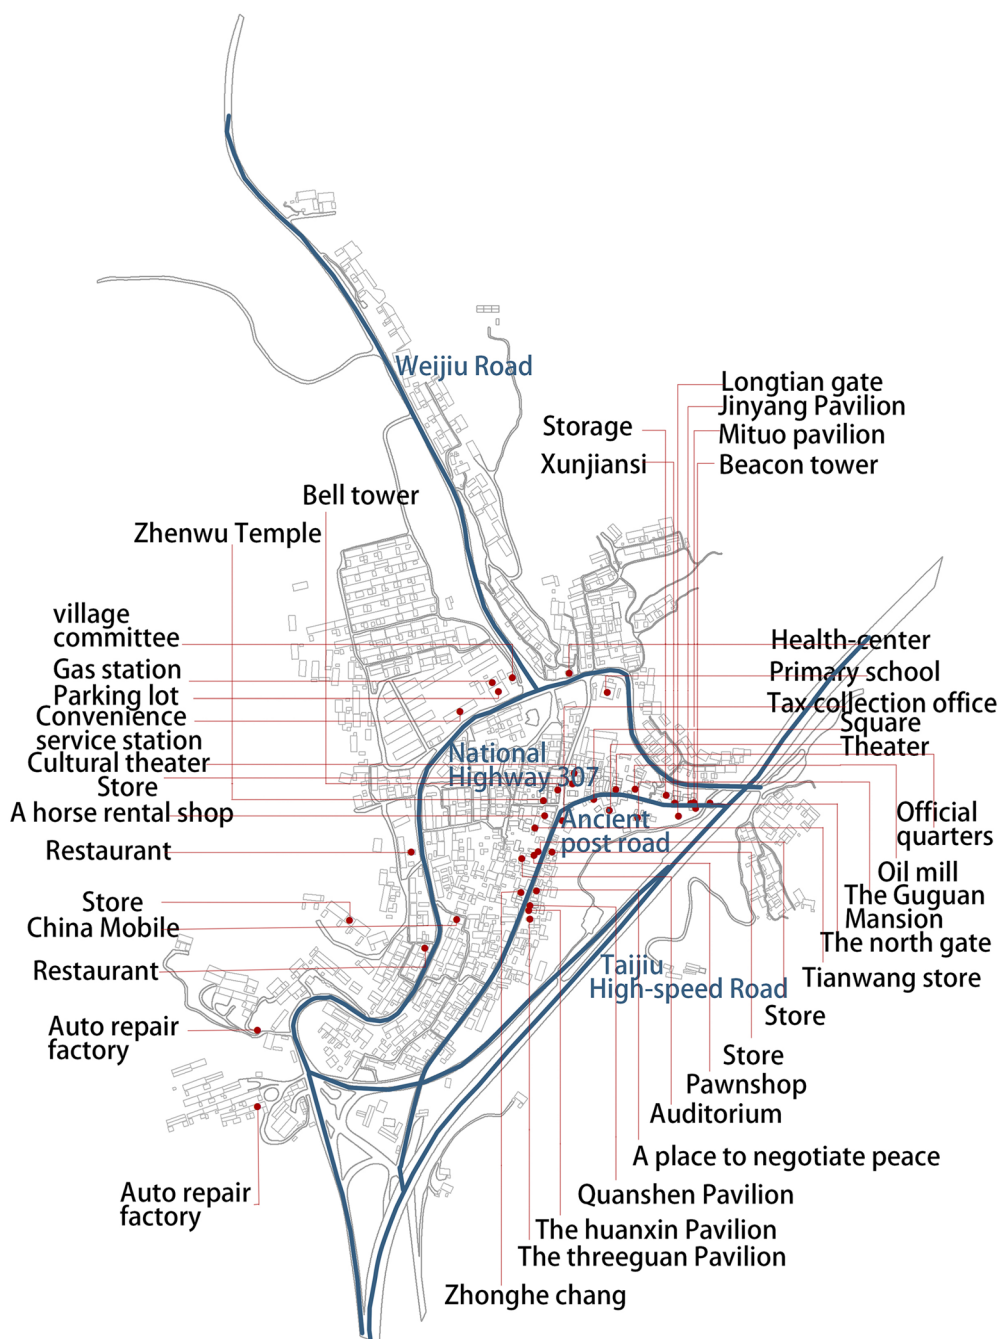 Weijiu Road
Longtian gate
Jinyang Pavilion
Storage
Mituo pavilion
Xunjiansi
Beacon tower
Bell tower
Zhenwu Temple
village
committee
Health-center
Gas station
Primary school
Parking lot
Tax collection office
Convenience
service station
Square
Theater
National
Highway 307
Cultural theater
Store
A horse rental shop
Official
quarters
Ancient
post road
Restaurant
Oil mill
The Guguan
Mansion
Store
China Mobile
The north gate
Restaurant
Taijiu
High-speed Road
Tianwang store
Store
Auto repair
factory
Store
Pawnshop
Auditorium
A place to negotiate peace
Auto repair
factory
Quanshen Pavilion
The huanxin Pavilion
The threeguan Pavilion
Zhonghe chang